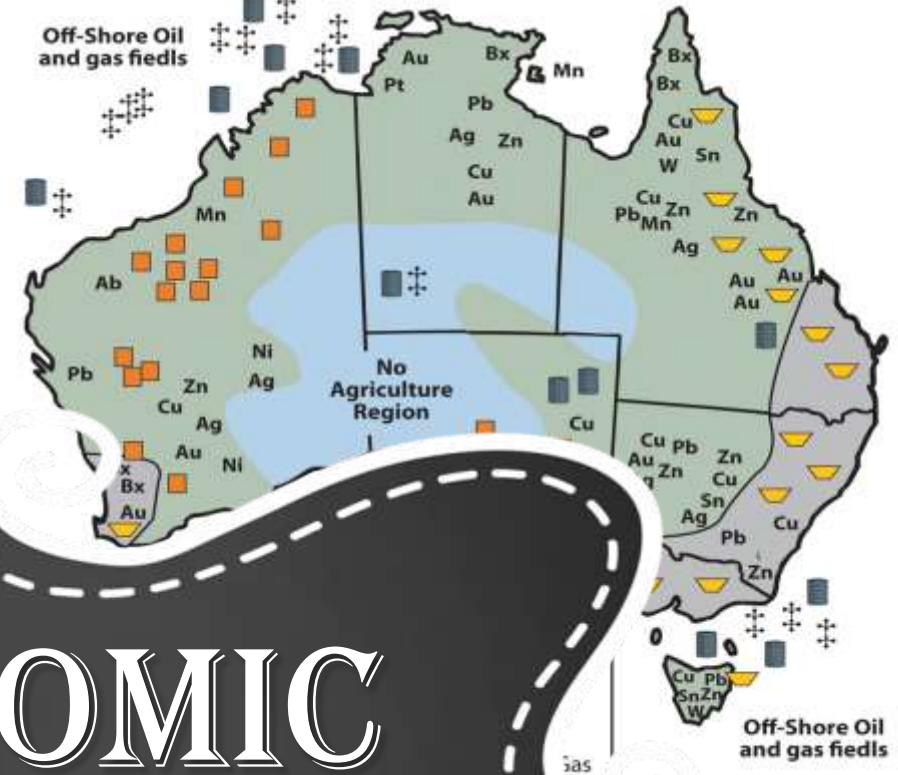 Off-Shore Oil
and gas fiedls
Au
Bx
Mn
Pt
Pb
Ag Zn
Cu
Au
Bx
Bx
Cu
Au
W
Sn
Cu
Pb
Zn
Mn
Zn
Ag
Au
Au
Au
Mn
Ab
Pb
Ni
Ag
Zn
Cu
Ag
Au
Ni
No
Agriculture
Region
Cu
x
Bx
Au
Cu Pb
Au
Zn
Zn
Cu
Sn
Ag
Cu
Pb
Zn
Cu Pb
Sn Zn
W
OMIC
Off-Shore Oil
and gas fiedls
Gas